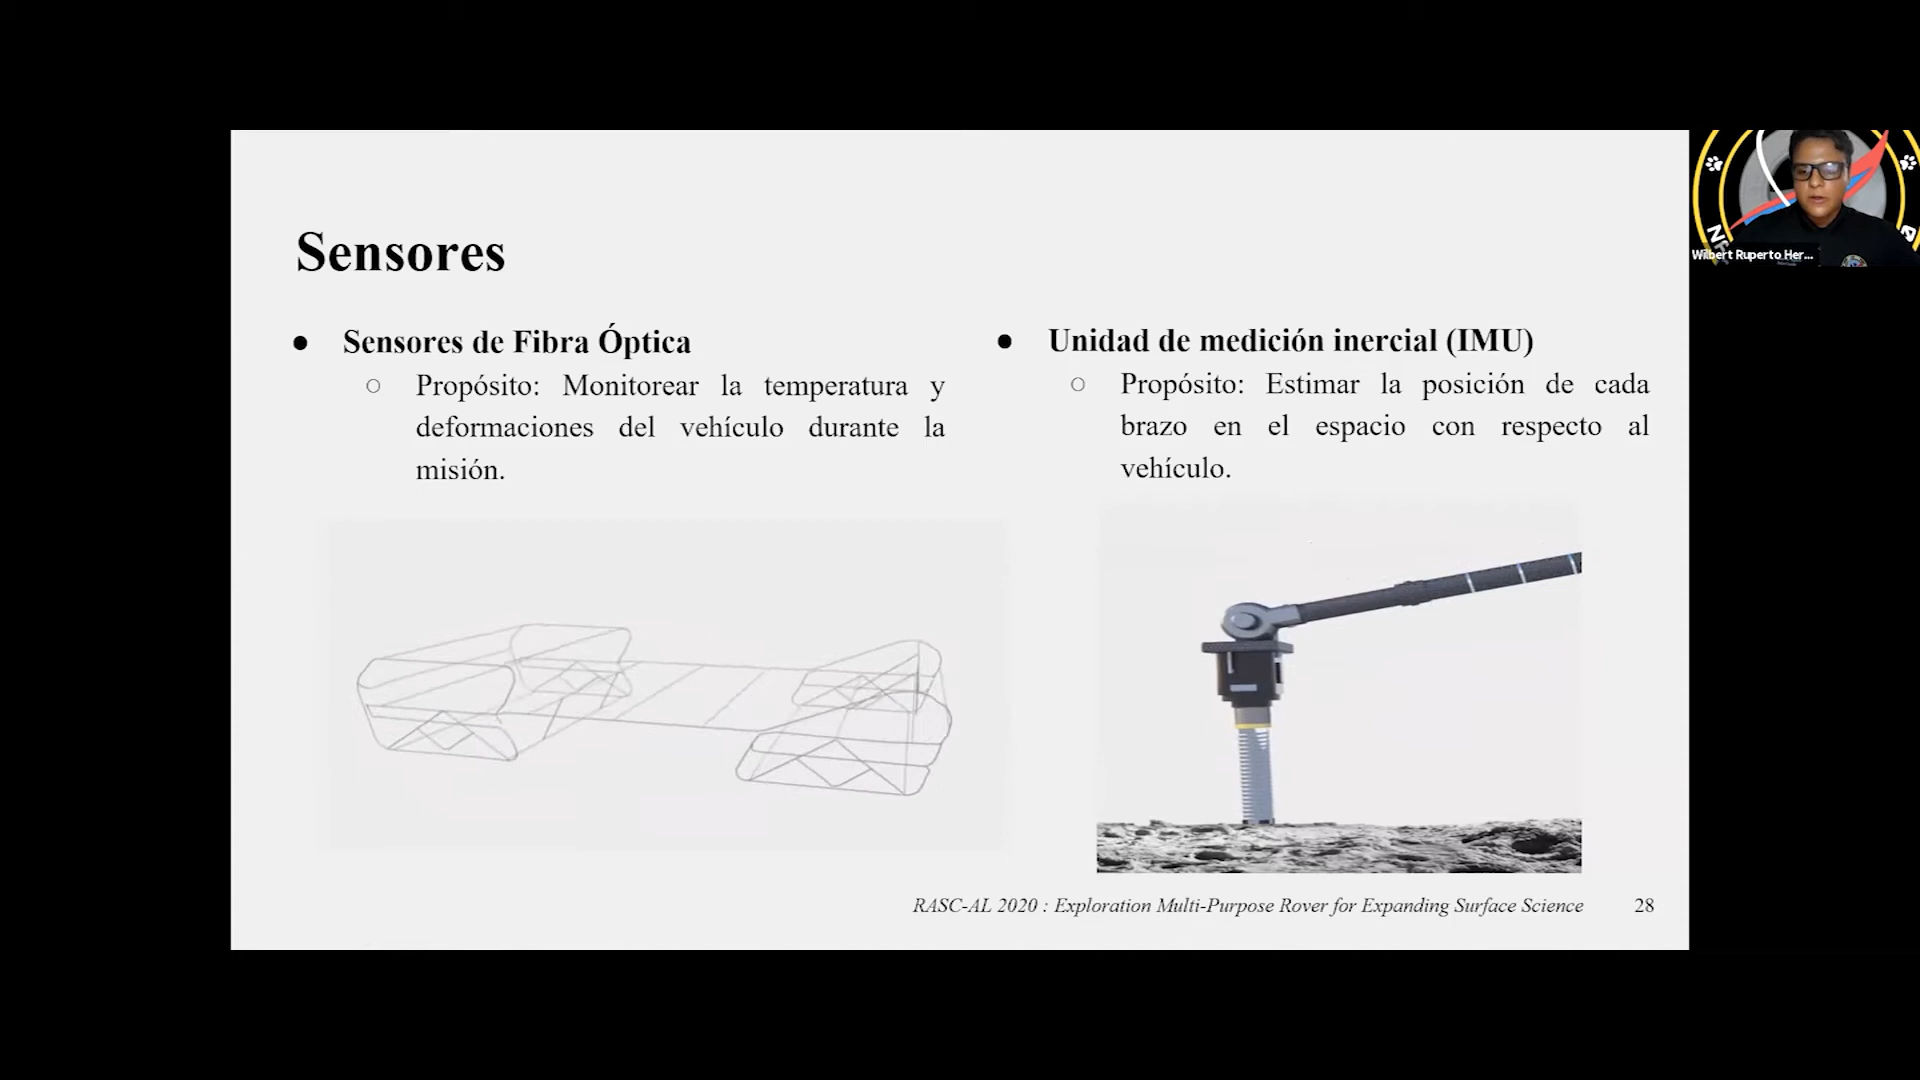 Sensores
● Sensores de Fibra Óptica
○ Propósito: Monitorear la temperatura y
deformaciones del vehículo durante la
misión.
● Unidad de medición inercial (IMU)
○ Propósito: Estimar la posición de cada
brazo en el espacio con respecto al
vehículo.
RASC-AL 2020 : Exploration Multi-Purpose Rover for Expanding Surface Science
28
Wilbert Ruperto Her...